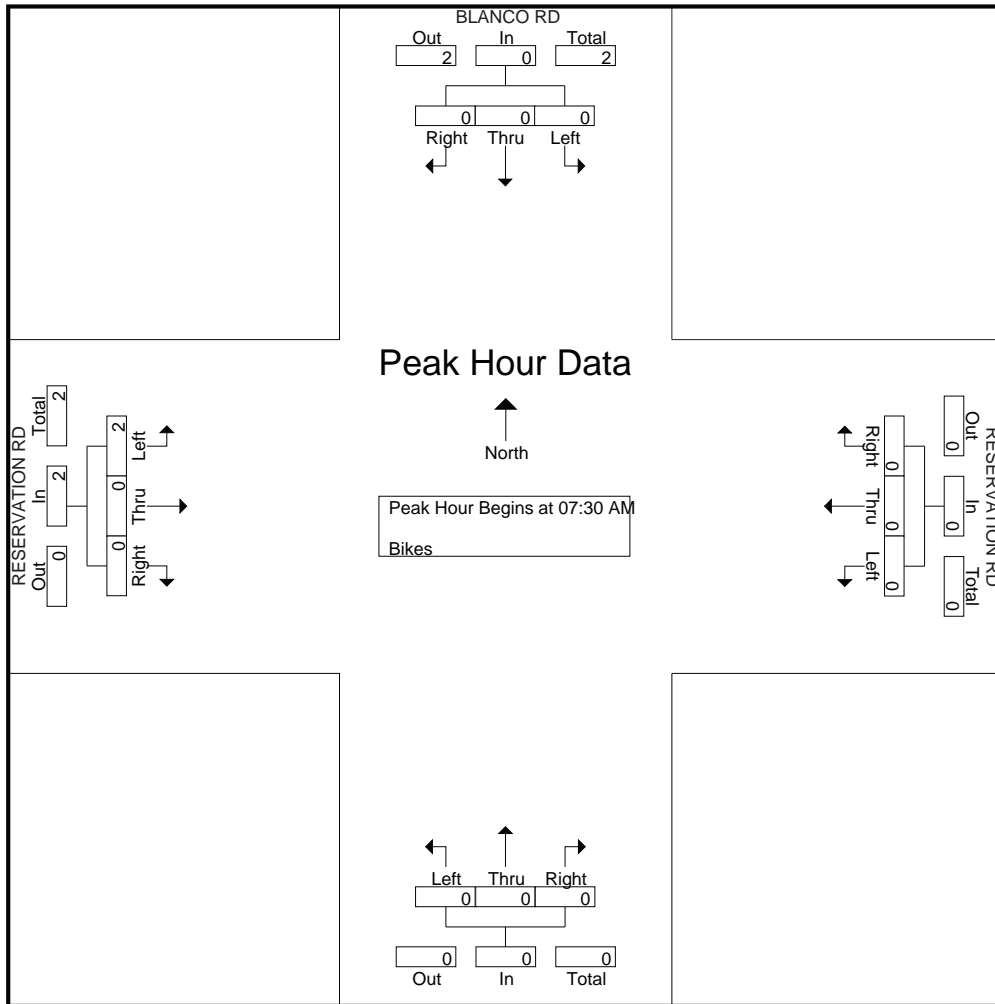 BLANCO RD
Out In Total
2 0 2
0 0 0
Right Thru Left
Peak Hour Data
North
Peak Hour Begins at 07:30 AM
Bikes
RESERVATION RD
Out In Total
0 2 2
0 0 2
Right Thru Left
RESERVATION RD
Out In Total
0 0 0
0 0 0
Right Thru Left
Left Thru Right
0 0 0
0 0 0
Out In Total